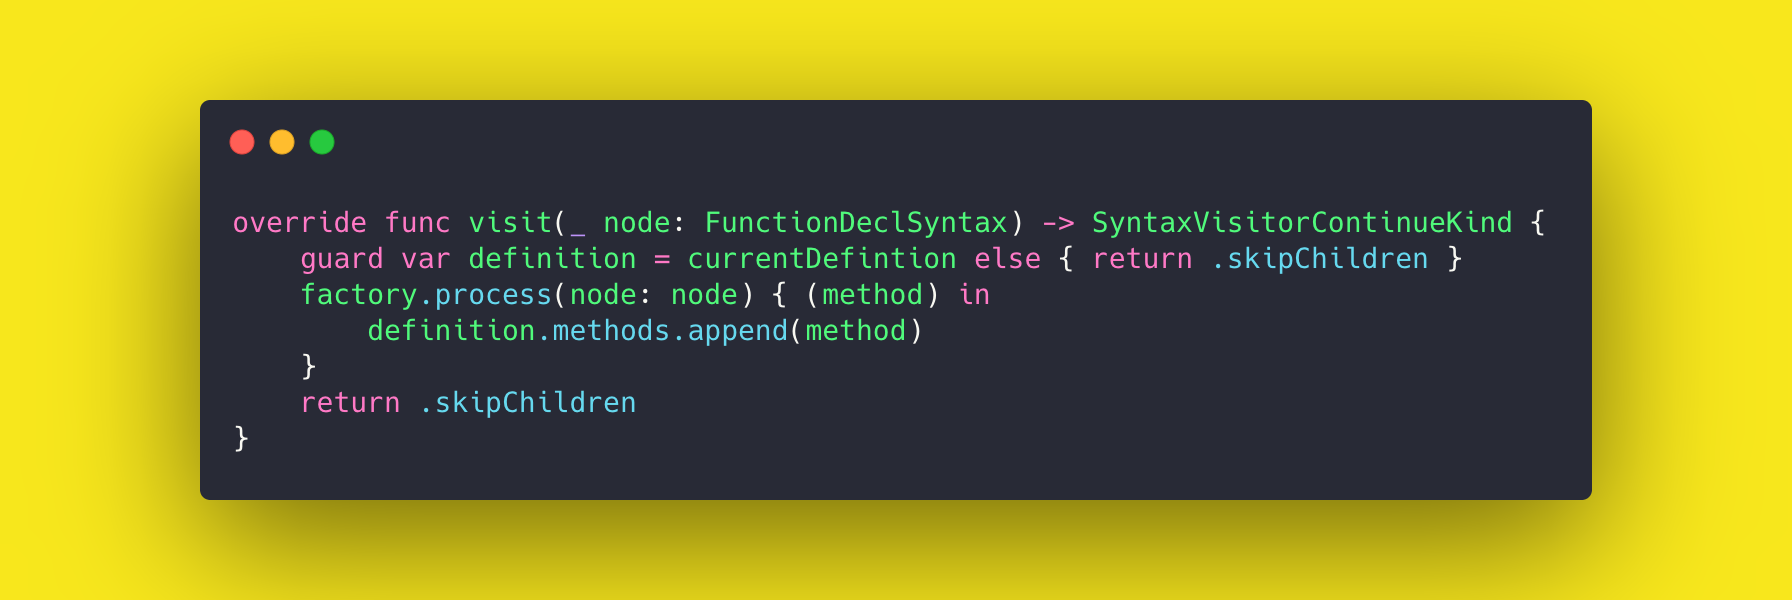 override func visit(_ node: FunctionDeclSyntax) -> SyntaxVisitorContinueKind {
    guard var definition = currentDefintion else { return .skipChildren }
    factory.process(node: node) { (method) in
        definition.methods.append(method)
    }
    return .skipChildren
}